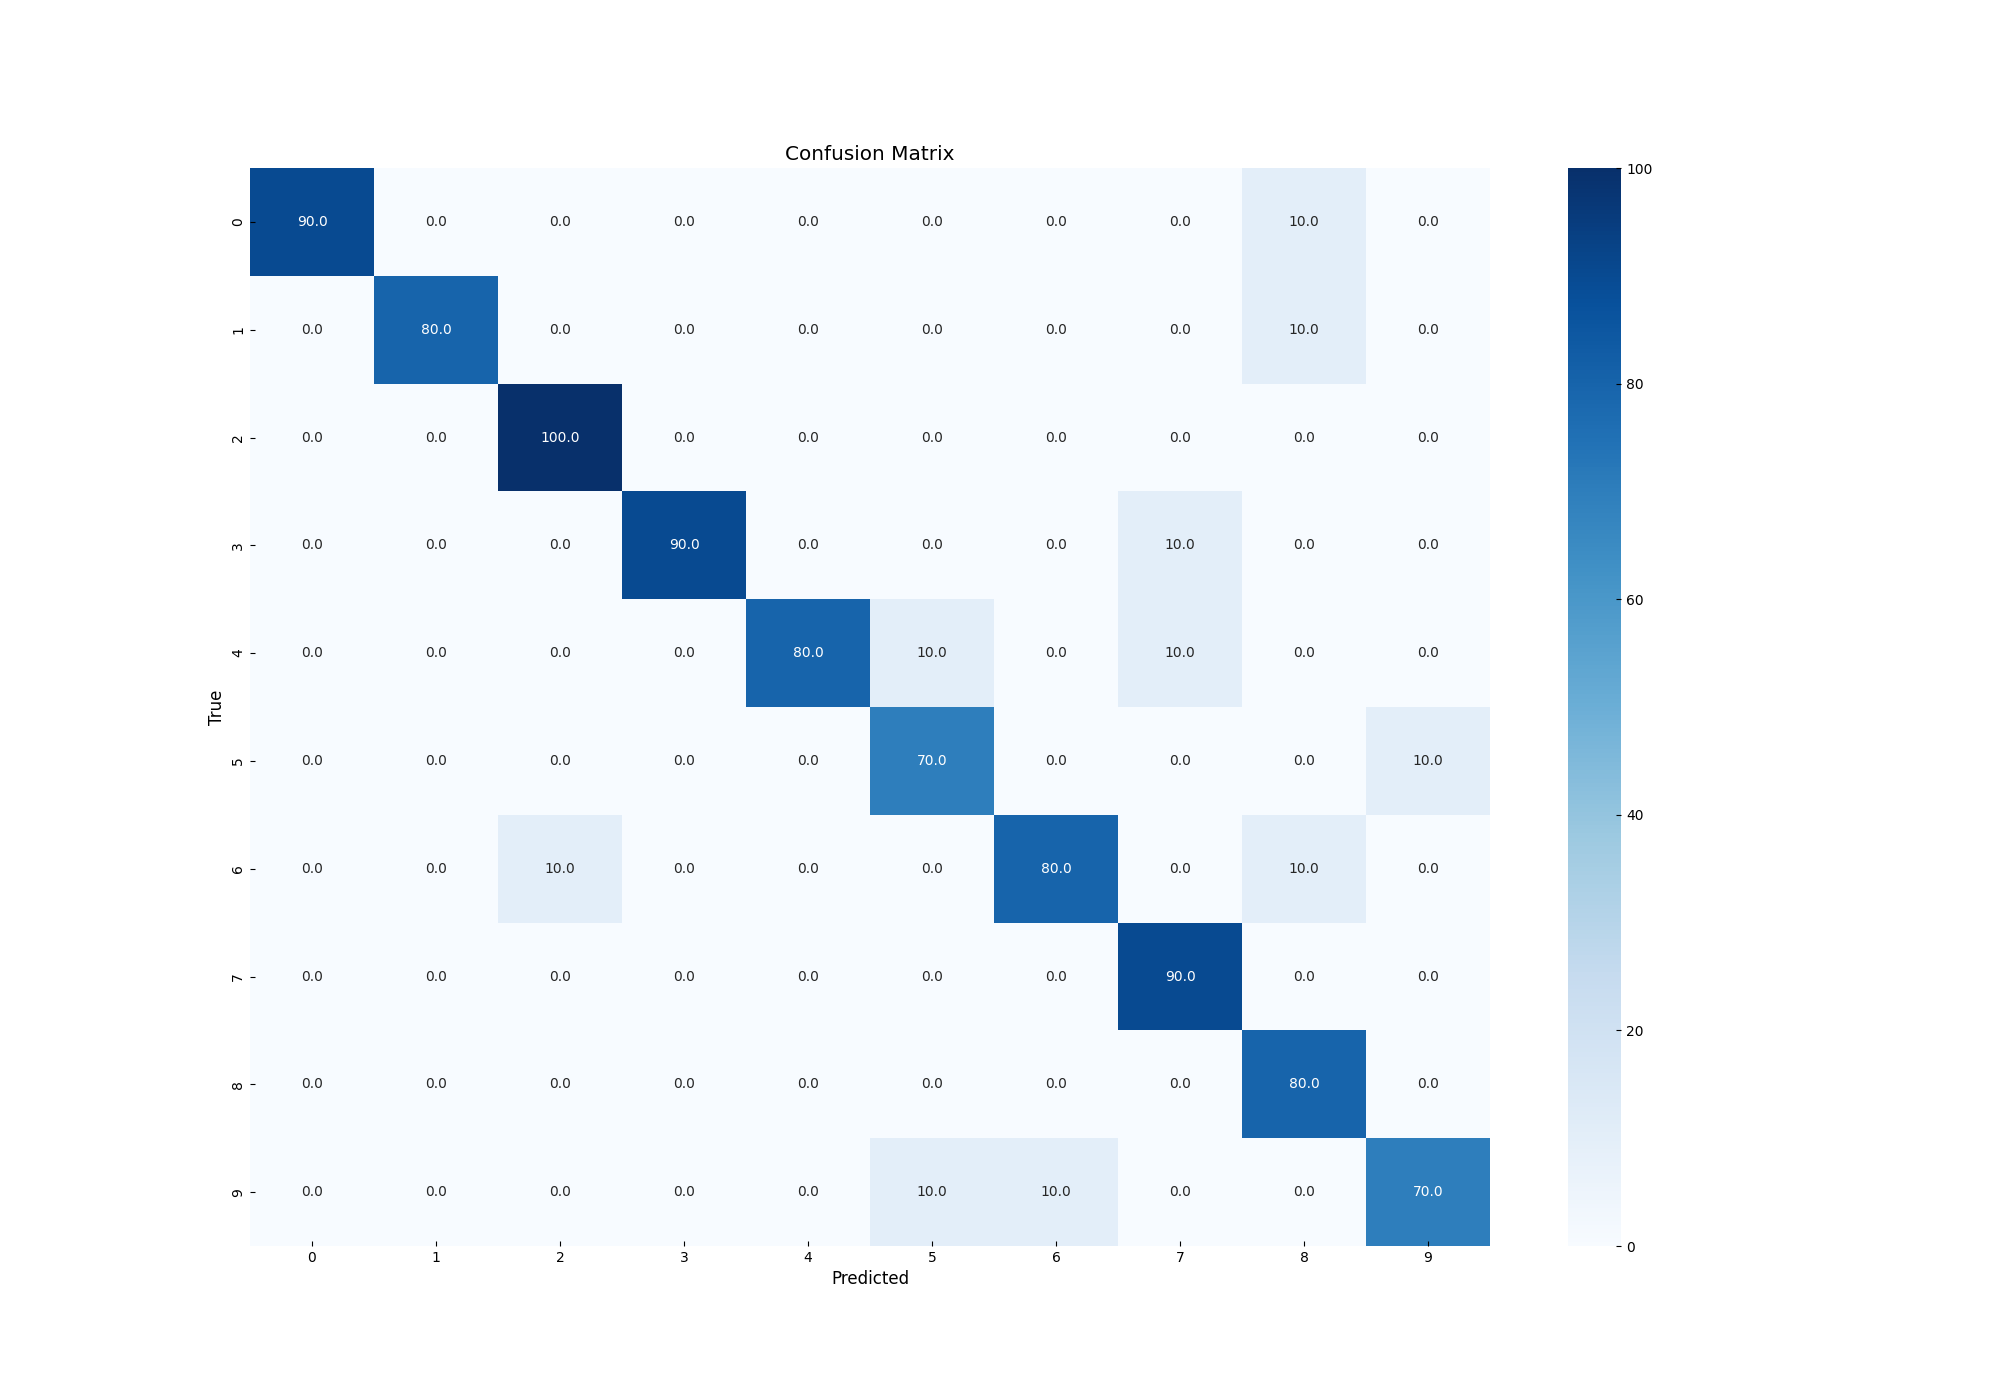 Confusion Matrix
0 90.0 0.0 0.0 0.0 0.0 0.0 0.0 0.0 10.0 0.0
1 0.0 80.0 0.0 0.0 0.0 0.0 0.0 0.0 10.0 0.0
2 0.0 0.0 100.0 0.0 0.0 0.0 0.0 0.0 0.0 0.0
3 0.0 0.0 0.0 90.0 0.0 0.0 0.0 10.0 0.0 0.0
4 0.0 0.0 0.0 0.0 80.0 10.0 0.0 10.0 0.0 0.0
5 0.0 0.0 0.0 0.0 0.0 70.0 0.0 0.0 0.0 10.0
6 0.0 0.0 10.0 0.0 0.0 0.0 80.0 0.0 10.0 0.0
7 0.0 0.0 0.0 0.0 0.0 0.0 0.0 90.0 0.0 0.0
8 0.0 0.0 0.0 0.0 0.0 0.0 0.0 0.0 80.0 0.0
9 0.0 0.0 0.0 0.0 0.0 10.0 10.0 0.0 0.0 70.0
0 1 2 3 4 5 6 7 8 9
Predicted
True
100
80
60
40
20
0